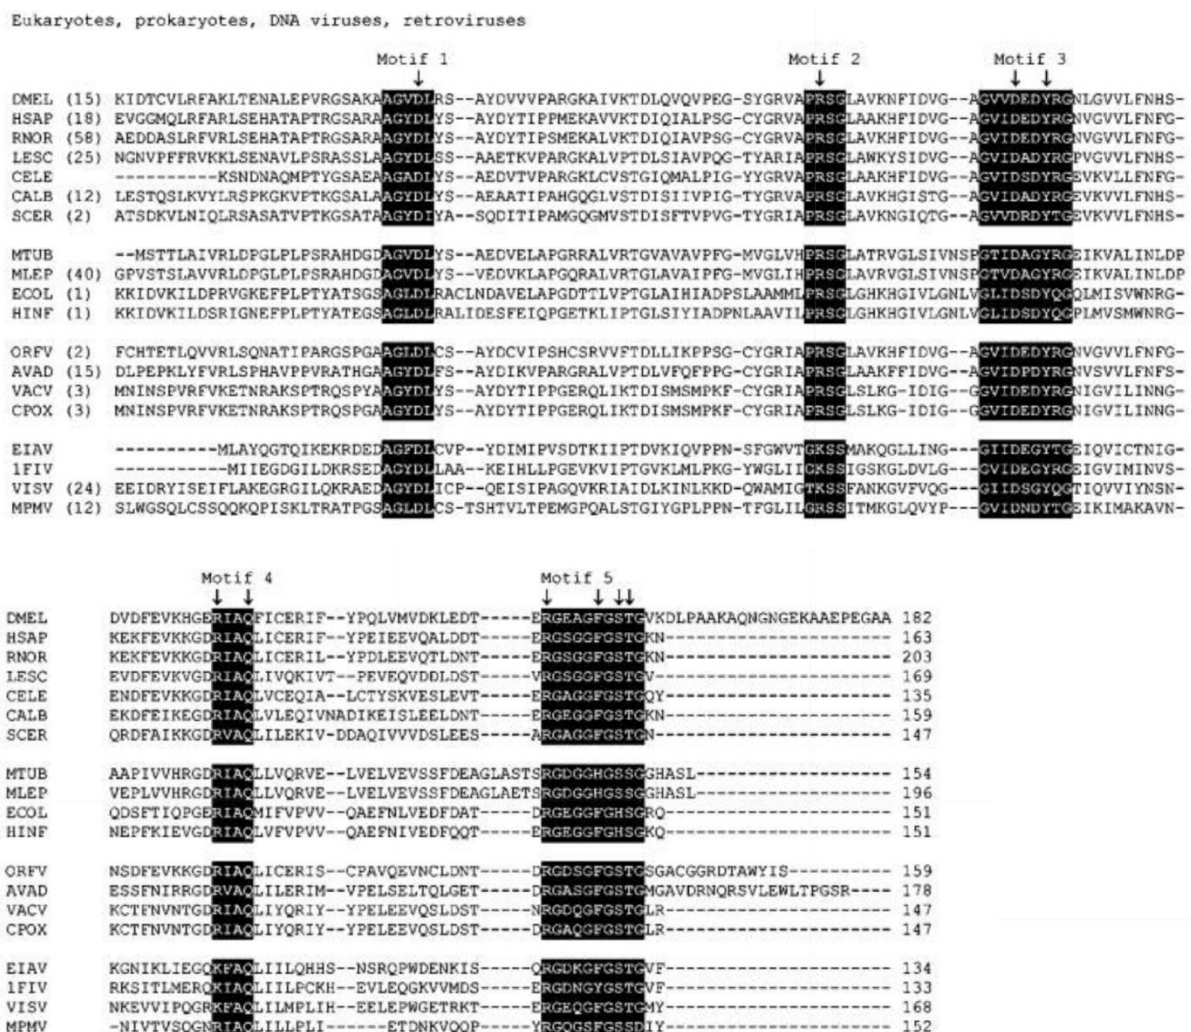 Eukaryotes, prokaryotes, DNA viruses, retroviruses
Motif 1 Motif 2 Motif 3
↓ ↓ ↓ ↓
DMEL (15) KIDTCVLRFAKLTENALEPVRGSAKAAGVDLRS--AYDVVVPARGKAIVKTDLQVQVPEG-SYGRVAPRSGLAVKNFIDVG--AGVVDEDYRGNLGVVLFNHS-
HSAP (18) EVGGMQLRFARLSEHATAPTRGSARAAGYDLYS--AYDYTIPPMEKAVVKTDIQIALPSG-CYGRVAPRSGLAAKHFIDVG--AGVIDEDYRGNVGVVLFNFG-
RNOR (58) AEDDASLRFVRLSEHATAPTRGSARAAGYDLYS--AYDYTIPSMEKALVKTDIQIAVPSG-CYGRVAPRSGLAAKHFIDVG--AGVIDEDYRGNVGVVLFNFG-
LESC (25) NGNVPFFRVKKLSENAVLPSRASSLAAGYDLSS--AAETKVPARGKALVPTDLSIAVPQG-TYARIAPRSGLAWKYSIDVG--AGVIDADYRGPVGVVLFNHS-
CELE ----------KSNDNAQMPTYGSAEAAGADLYS--AEDVTVPARGKLCVSTGIQMALPIG-YYGRVAPRSGLAAKHFIDVG--AGVIDSDYRGEVKVVLFNFG-
CALB (12) LESTQSLKVYLRSPKGKVPTKGSALAAGYDLYS--AEAATIPAHGQGLVSTDISIIVPIG-TYGRVAPRSGLAVKHGISTG--AGVIDADYRGEVKVVLFNHS-
SCER (2) ATSDKVLNIQLRSASATVPTKGSATAAGYDIYA--SQDITIPAMGQGMVSTDISFTVPVG-TYGRIAPRSGLAVKNGIQTG--AGVVDRDYTGEVKVVLFNHS-
MTUB --MSTTLAIVRLDPGLPLPSRAHDGDAGVDLYS--AEDVELAPGRRALVRTGVAVAVPFG-MVGLVHPRSGLATRVGLSIVNSPGTIDAGYRGEIKVALINLDP
MLEP (40) GPVSTSLAVVRLDPGLPLPSRAHDGDAGVDLYS--VEDVKLAPGQRALVRTGLAVAIPFG-MVGLIHPRSGLAVRVGLSIVNSPGTVDAGYRGEIKVALINLDP
ECOL (1) KKIDVKILDPRVGKEFPLPTYATSGSAGLDLRACLNDAVELAPGDTTLVPTGLAIHIADPSLAAMMLPRSGLGHKHGIVLGNLVGLIDSDYQGQLMISVWNRG-
HINF (1) KKIDVKILDSRIGNEFPLPTYATEGSAGLDLRALIDESFEIQPGETKLIPTGLSIYIADPNLAAVILPRSGLGHKHGIVLGNLVGLIDSDYQGPLMVSMWNRG-
ORFV (2) FCHTETLQVVRLSQNATIPARGSPGAAGLDLCS--AYDCVIPSHCSRVVFTDLLIKPPSG-CYGRIAPRSGLAVKHFIDVG--AGVIDEDYRGNVGVVLFNFG-
AVAD (15) DLPEPKLYFVRLSPHAVPPVRATHGAAGYDLFS--AYDIKVPARGRALVPTDLVFQFPPG-CYGRIAPRSGLAAKFFIDVG--AGVIDPDYRGNVSVVLFNFS-
VACV (3) MNINSPVRFVKETNRAKSPTRQSPYAAGYDLYS--AYDYTIPPGERQLIKTDISMSMPKF-CYGRIAPRSGLSLKG-IDIG--GGVIDEDYRGNIGVILINNG-
CPOX (3) MNINSPVRFVKETNRAKSPTRQSPGAAGYDLYS--AYDYTIPPGERQLIKTDISMSMPKF-CYGRIAPRSGLSLKG-IDIG--GGVIDEDYRGNIGVILINNG-
EIAV ----------MLAYQGTQIKEKRDEDAGFDLCVP--YDIMIPVSDTKIIPTDVKIQVPPN-SFGWVTGKSSMAKQGLLING---GIIDEGYTGEIQVICTNIG-
1FIV -----------MIIEGDGILDKRSEDAGYDLLAA--KEIHLLPGEVKVIPTGVKLMLPKG-YWGLIIGKSSIGSKGLDVLG---GVIDEGYRGEIGVIMINVS-
VISV (24) EEIDRYISEIFLAKEGRGILQKRAEDAGYDLICP--QEISIPAGQVKRIAIDLKINLKKD-QWAMIGTKSSFANKGVFVQG---GIIDSGYQGTIQVVIYNSN-
MPMV (12) SLWGSQLCSSQQKQPISKLTRATPGSAGLDLCS-TSHTVLTPEMGPQALSTGIYGPLPPN-TFGLILGRSSITMKGLQVYP---GVIDNDYTGEIKIMAKAVN-
Motif 4 Motif 5
↓ ↓ ↓ ↓ ↓↓
DMEL DVDFEVKHGERIAQFICERIF--YPQLVMVDKLEDT-----ERGEAGFGSTGVKDLPAAKAQNGNGEKAAEPEGAA 182
HSAP KEKFEVKKGDRIAQLICERIF--YPEIEEVQALDDT-----ERGSGGFGSTGKN---------------------- 163
RNOR KEKFEVKKGDRIAQLICERIL--YPDLEEVQTLDNT-----ERGSGGFGSTGKN---------------------- 203
LESC EVDFEVKVGDRIAQLIVQKIVT--PEVEQVDDLDST-----VRGSGGFGSTGV----------------------- 169
CELE ENDFEVKKGDRIAQLVCEQIA--LCTYSKVESLEVT-----ERGAGGFGSTGQY---------------------- 135
CALB EKDFEIKEGDRIAQLVLEQIVNADIKEISLEELDNT-----ERGEGGFGSTGKN---------------------- 159
SCER QRDFAIKKGDRVAQLILEKIV-DDAQIVVVDSLEES-----ARGAGGFGSTGN----------------------- 147
MTUB AAPIVVHRGDRIAQLLVQRVE--LVELVEVSSFDEAGLASTSRGDGGHGSSGGHASL------------------- 154
MLEP VEPLVVHRGDRIAQLLVQRVE--LVELVEVSSFDEAGLAETSRGDGGHGSSGGHASL------------------- 196
ECOL QDSFTIQPGERIAQMIFVPVV--QAEFNLVEDFDAT-----DRGEGGFGHSGRQ---------------------- 151
HINF NEPFKIEVGDRIAQLVFVPVV--QAEFNIVEDFQQT-----ERGEGGFGHSGKQ---------------------- 151
ORFV NSDFEVKKGDRIAQLICERIS--CPAVQEVNCLDNT-----DRGDSGFGSTGSGACGGRDTAWYIS---------- 159
AVAD ESSFNIRRGDRVAQLILERIM--VPELSELTQLGET-----DRGASGFGSTGMGAVDRNQRSVLEWLTPGSR---- 178
VACV KCTFNVNTGDRIAQLIYQRIY--YPELEEVQSLDST-----NRGDQGFGSTGLR---------------------- 147
CPOX KCTFNVNTGDRIAQLIYQRIY--YPELEEVQSLDST-----DRGAQGFGSTGLR---------------------- 147
EIAV KGNIKLIEGQKFAQLIILQHHS--NSRQPWDENKIS-----QRGDKGFGSTGVF---------------------- 134
1FIV RKSITLMERQKIAQLIILPCKH--EVLEQGKVVMDS-----ERGDNGYGSTGVF---------------------- 133
VISV NKEVVIPQGRKFAQLILMPLIH--EELEPWGETRKT-----ERGEQGFGSTGMY---------------------- 168
MPMV -NIVTVSQGNRIAQLILLPLI------ETDNKVQQP-----YRGQGSFGSSDIY---------------------- 152